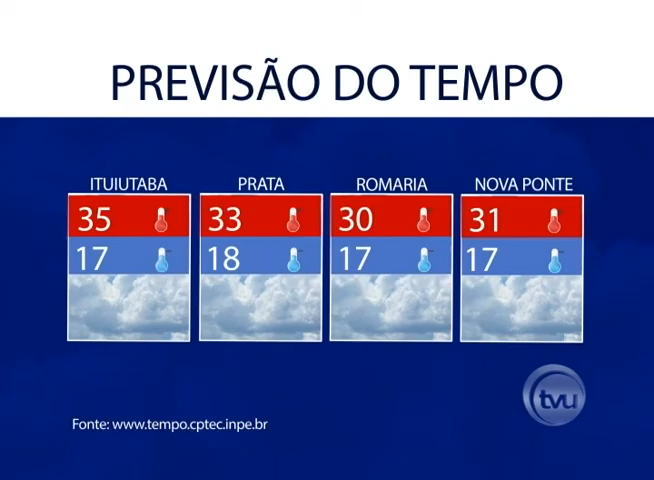 PREVISÃO DO TEMPO
ITUIUTABA PRATA ROMARIA NOVA PONTE
35 33 30 31
17 18 17 17
tvu
Fonte: www.tempo.cptec.inpe.br